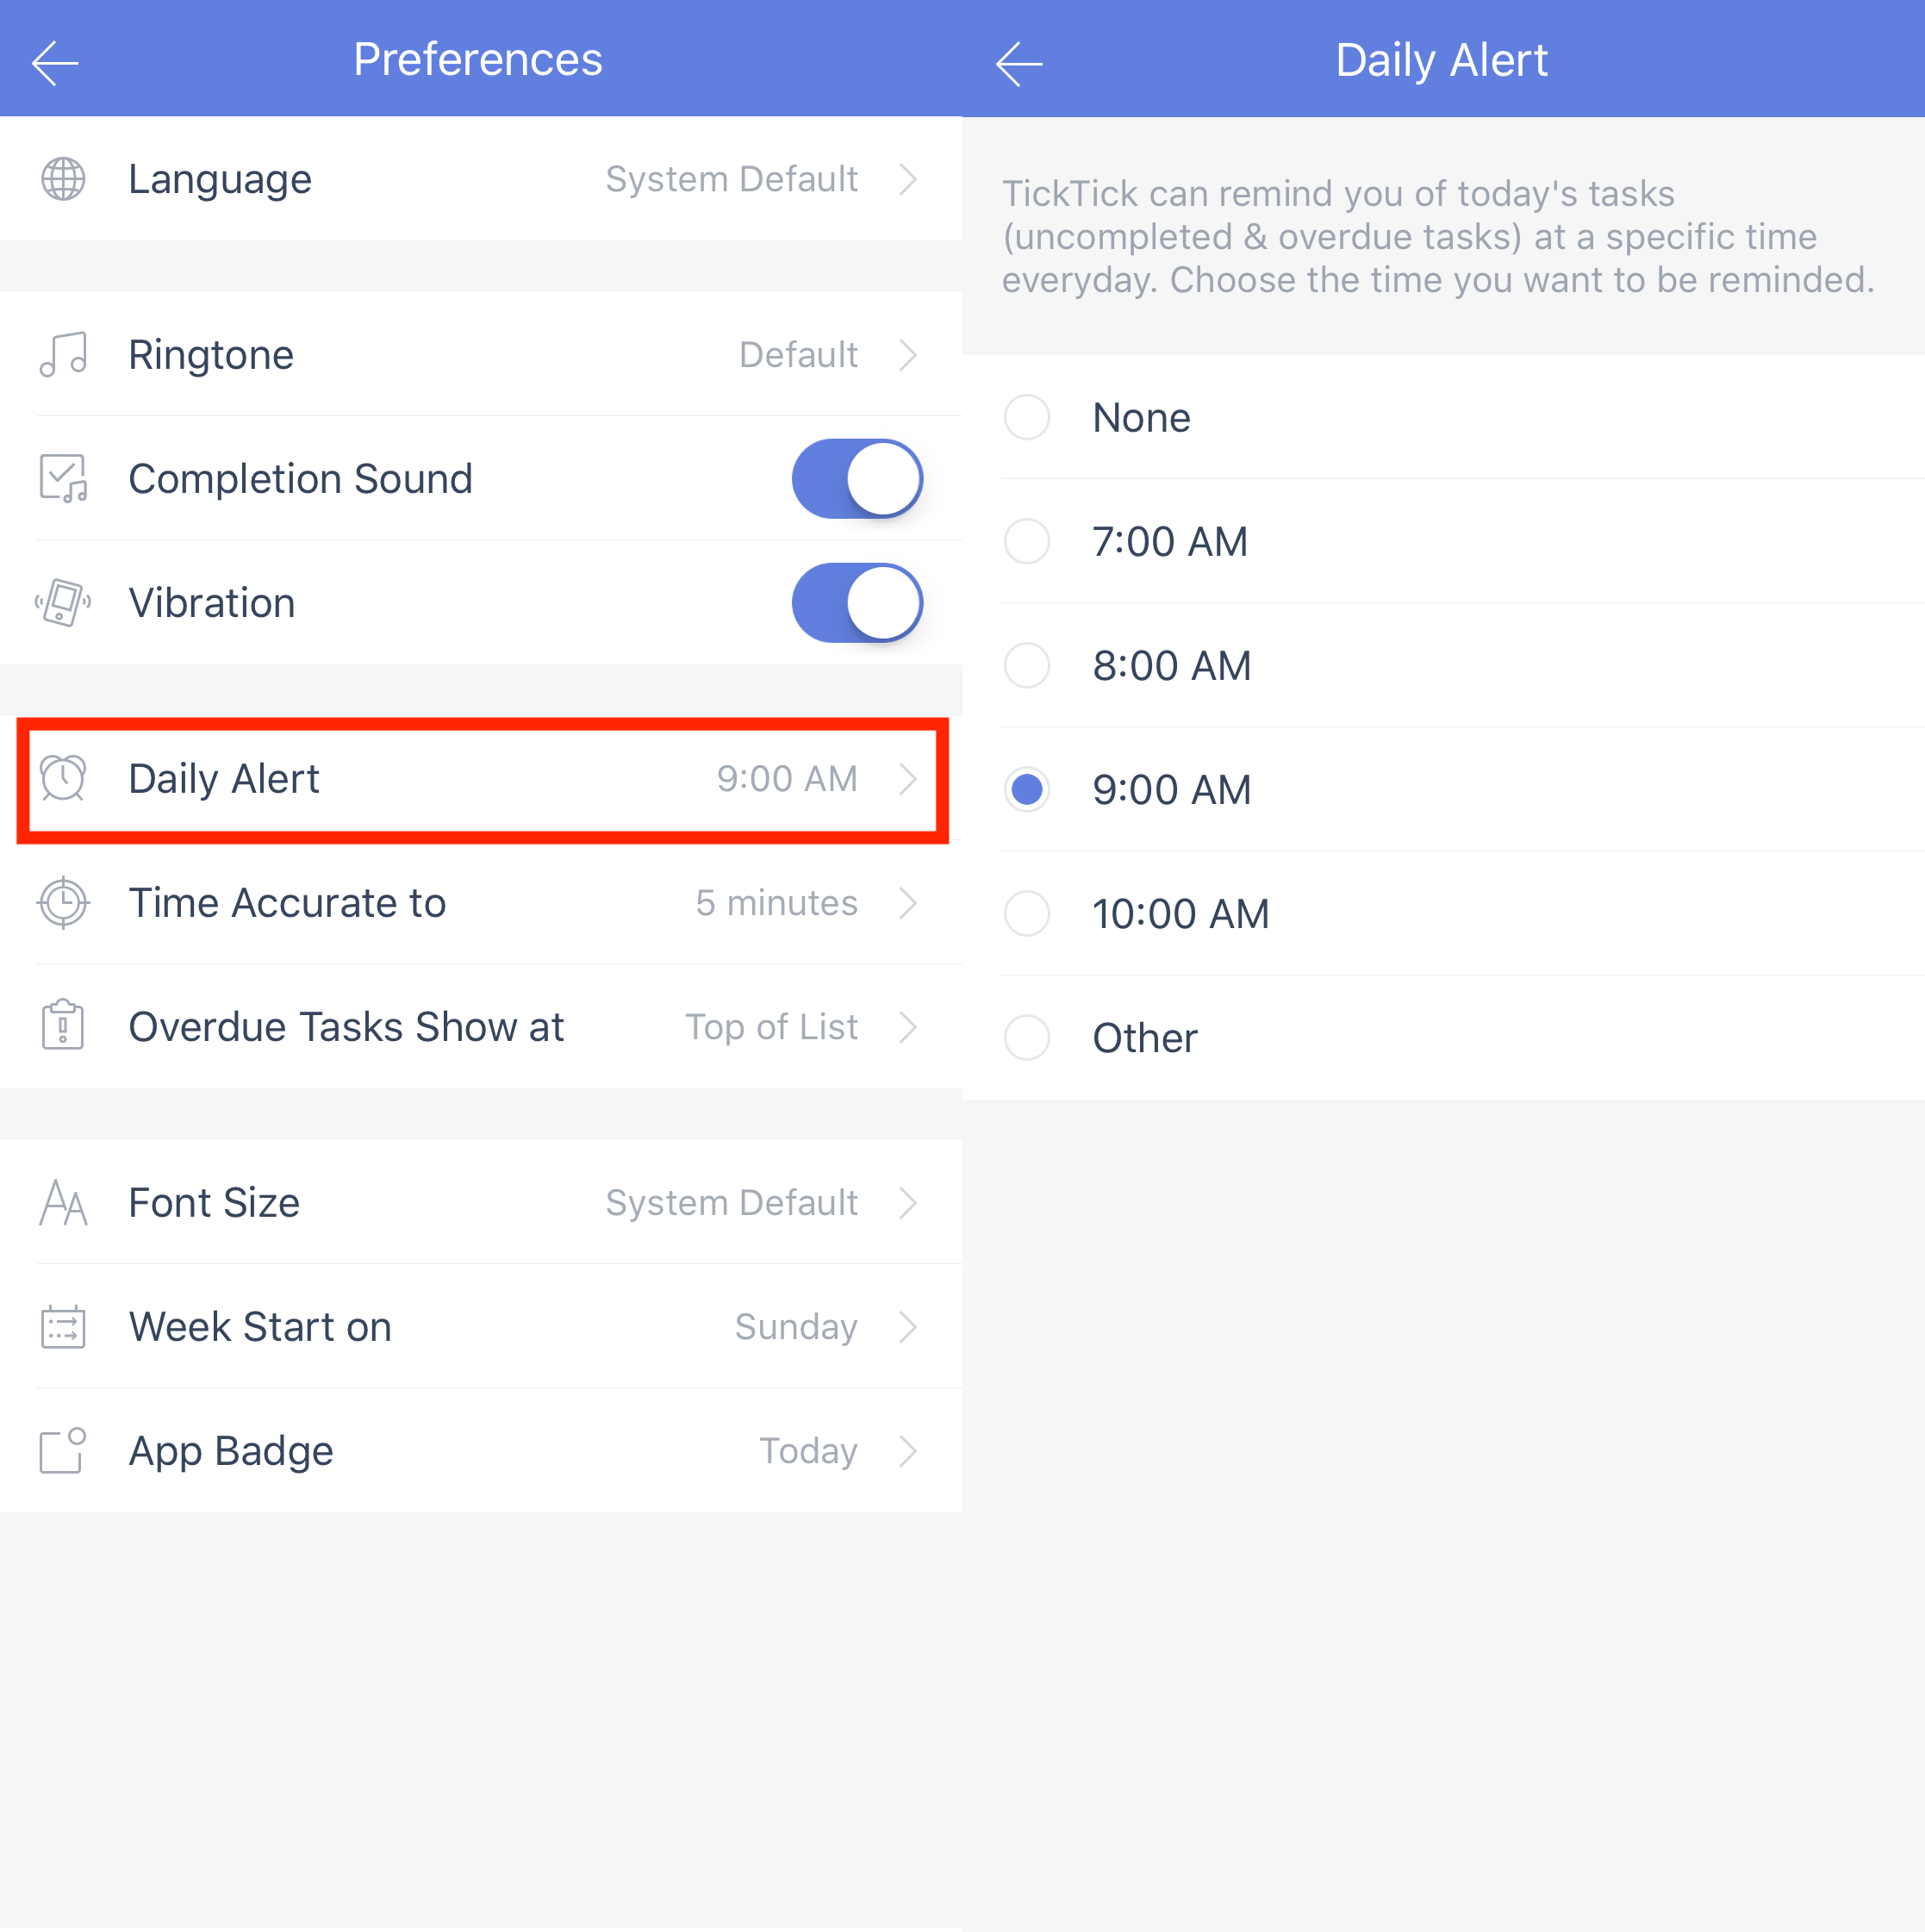 Preferences
Language System Default
Ringtone Default
Completion Sound
Vibration
Daily Alert 9:00 AM
Time Accurate to 5 minutes
Overdue Tasks Show at Top of List
Font Size System Default
Week Start on Sunday
App Badge Today
Daily Alert
TickTick can remind you of today's tasks
(uncompleted & overdue tasks) at a specific time
everyday. Choose the time you want to be reminded.
None
7:00 AM
8:00 AM
9:00 AM
10:00 AM
Other